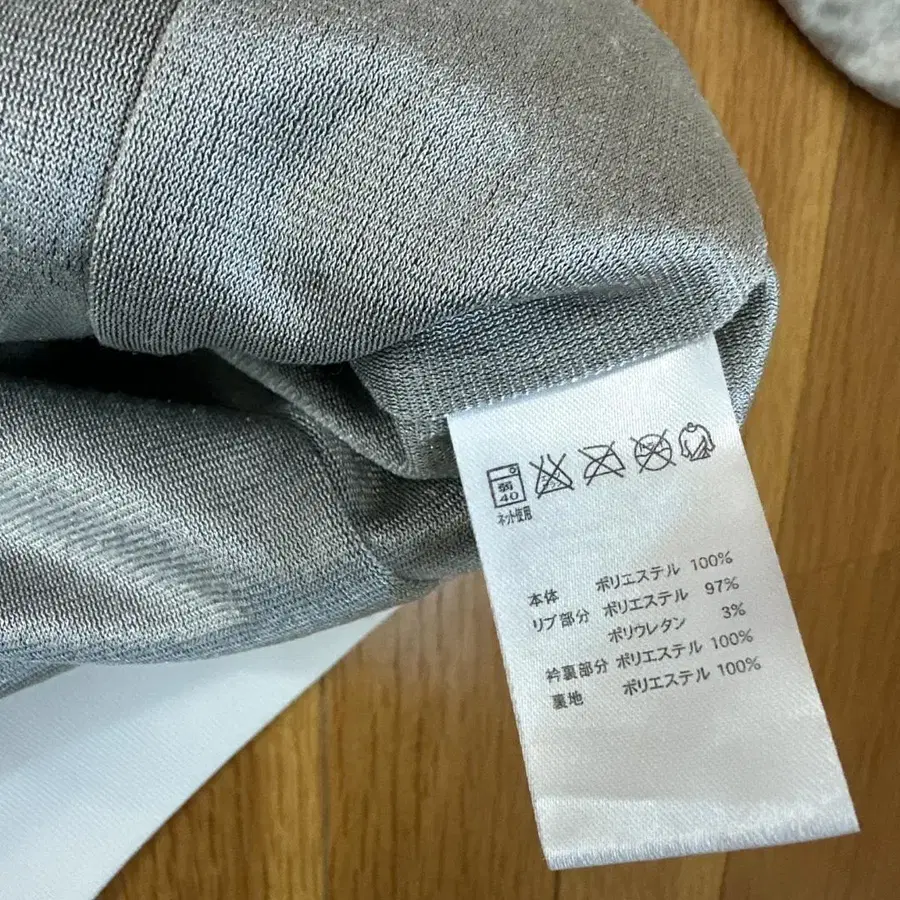 弱
40
ネット使用
本体 ポリエステル 100%
リブ部分 ポリエステル 97%
ポリウレタン 3%
衿裏部分 ポリエステル 100%
裏地 ポリエステル 100%